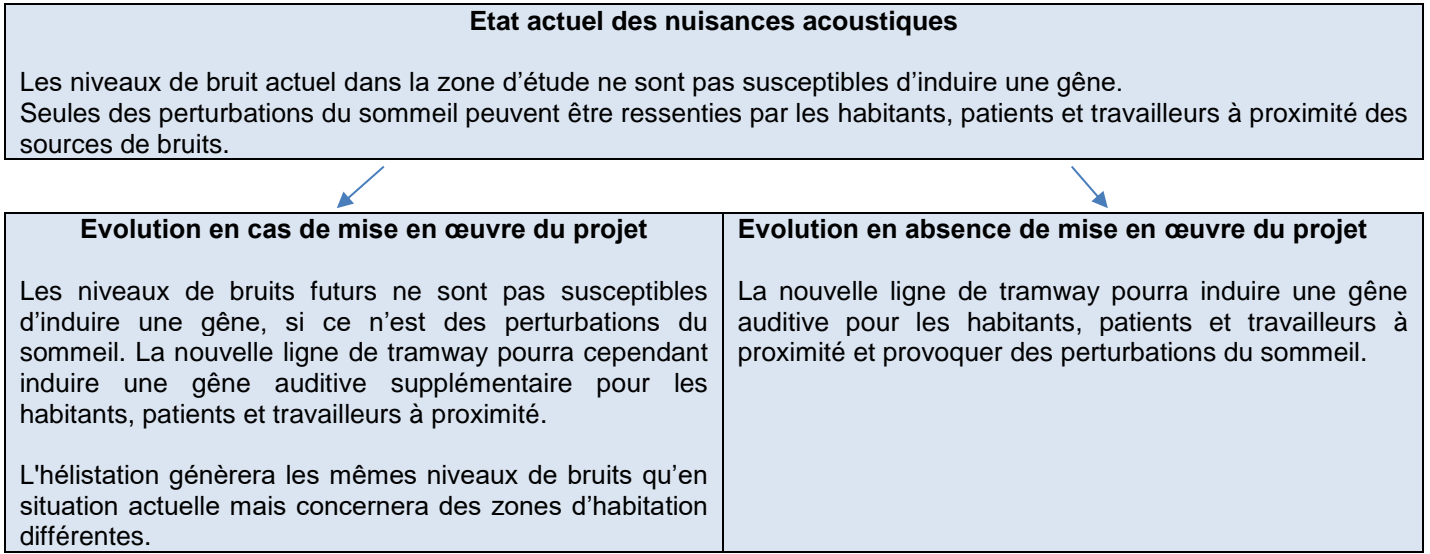 Etat actuel des nuisances acoustiques
Les niveaux de bruit actuel dans la zone d’étude ne sont pas susceptibles d’induire une gêne.
Seules des perturbations du sommeil peuvent être ressenties par les habitants, patients et travailleurs à proximité des
sources de bruits.
Evolution en cas de mise en œuvre du projet
Les niveaux de bruits futurs ne sont pas susceptibles
d’induire une gêne, si ce n’est des perturbations du
sommeil. La nouvelle ligne de tramway pourra cependant
induire une gêne auditive supplémentaire pour les
habitants, patients et travailleurs à proximité.
L'hélistation génèrera les mêmes niveaux de bruits qu’en
situation actuelle mais concernera des zones d’habitation
différentes.
Evolution en absence de mise en œuvre du projet
La nouvelle ligne de tramway pourra induire une gêne
auditive pour les habitants, patients et travailleurs à
proximité et provoquer des perturbations du sommeil.